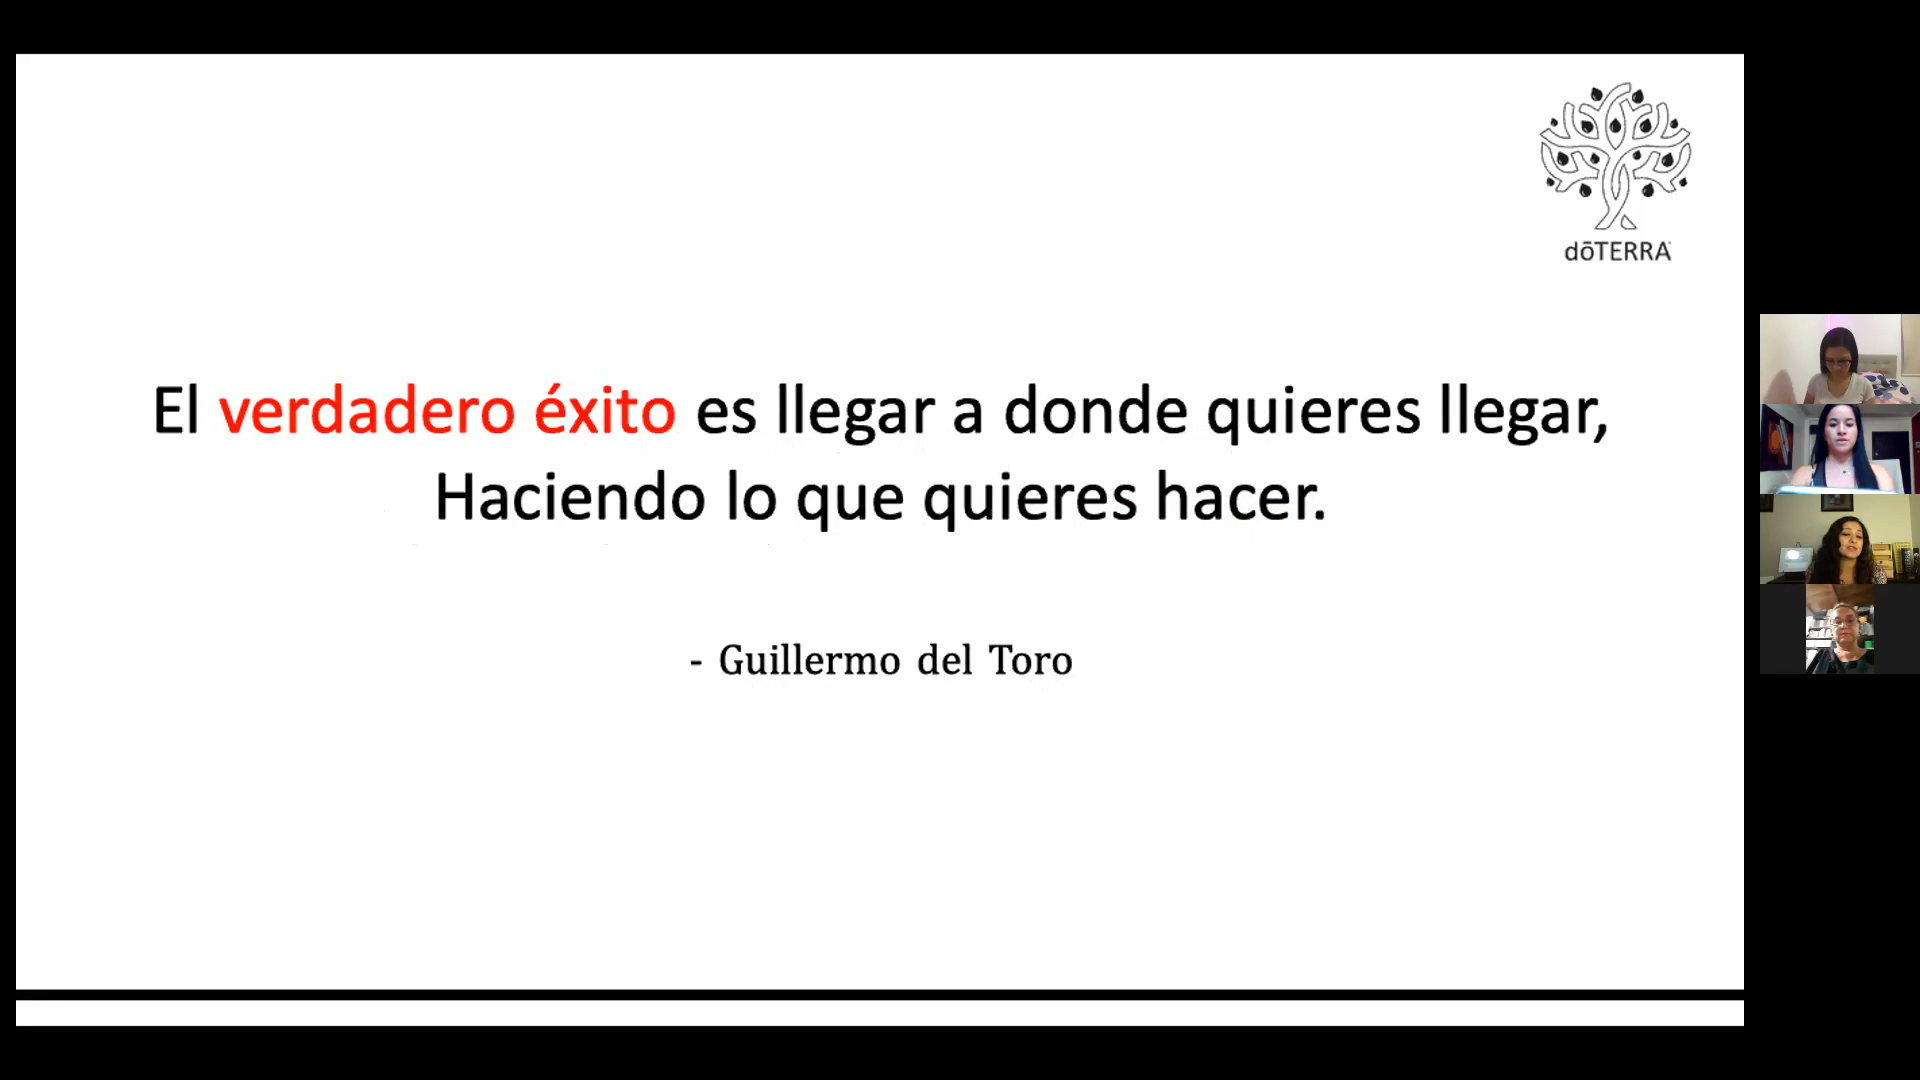 dōTERRA
El verdadero éxito es llegar a donde quieres llegar,
Haciendo lo que quieres hacer.
- Guillermo del Toro